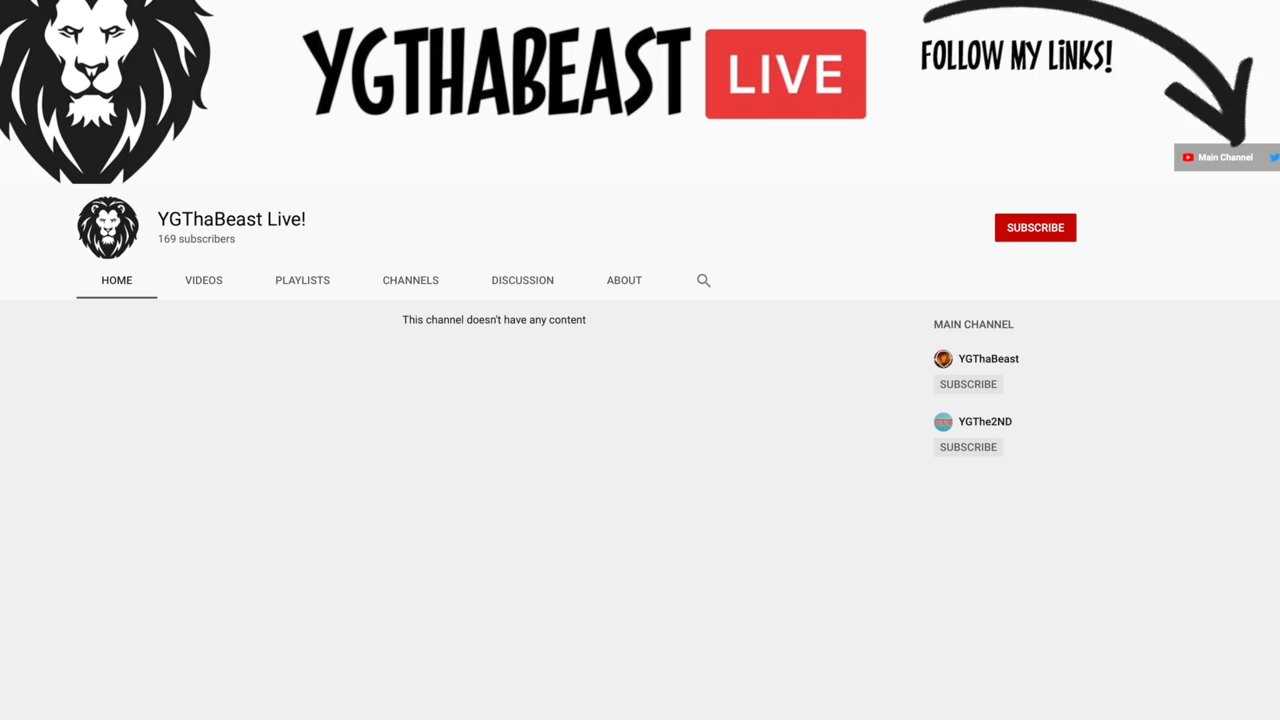 YGTHABEAST LIVE
FOLLOW MY LiNKS!
Main Channel
YGThaBeast Live!
169 subscribers
SUBSCRIBE
HOME VIDEOS PLAYLISTS CHANNELS DISCUSSION ABOUT
This channel doesn't have any content
MAIN CHANNEL
YGThaBeast
SUBSCRIBE
YGThe2ND
SUBSCRIBE